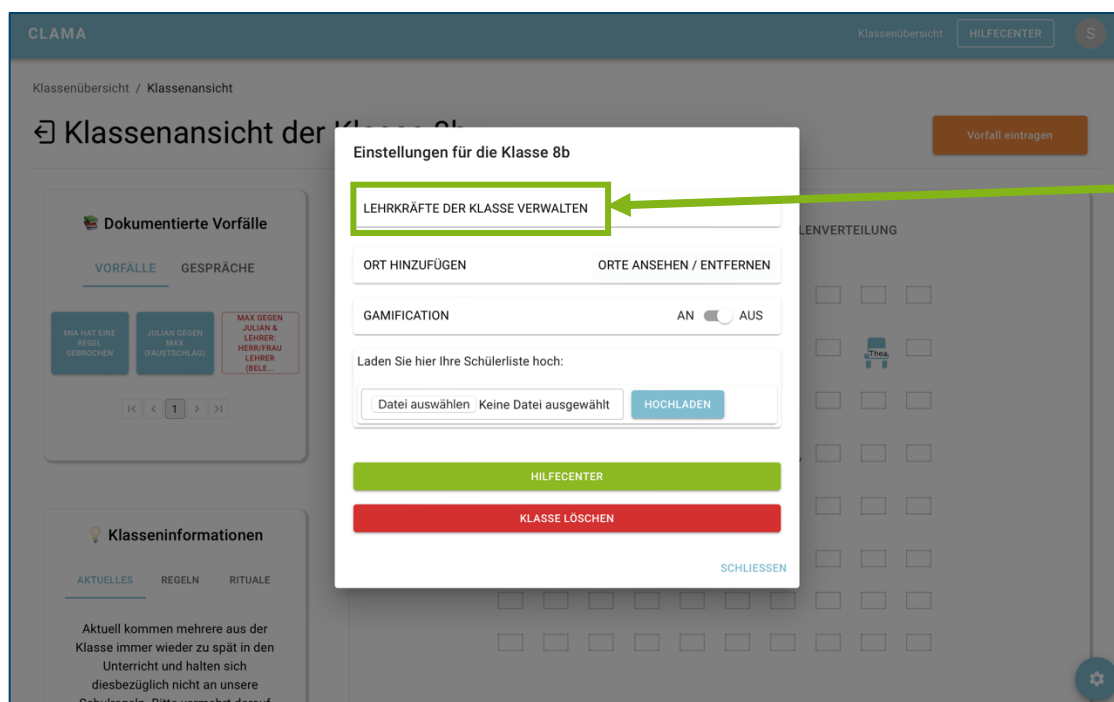 CLAMA
Klassenübersicht HILFECENTER S
Klassenübersicht / Klassenansicht
Klassenansicht der Klasse 8b
Vorfall eintragen
Einstellungen für die Klasse 8b
LEHRKRÄFTE DER KLASSE VERWALTEN
ORT HINZUFÜGEN ORTE ANSEHEN / ENTFERNEN
GAMIFICATION AN AUS
Laden Sie hier Ihre Schülerliste hoch:
Datei auswählen Keine Datei ausgewählt HOCHLADEN
HILFECENTER
KLASSE LÖSCHEN
SCHLIESSEN
Dokumentierte Vorfälle
VORFÄLLE GESPRÄCHE
MIA HAT EINE
REGEL
GEBROCHEN
JULIAN GEGEN
MAX
(FAUSTSCHLAG)
MAX GEGEN
JULIAN &
LEHRER:
HERR/FRAU
LEHRER
(BELE...
1
LENVERTEILUNG
Thea
Klasseninformationen
AKTUELLES REGELN RITUALE
Aktuell kommen mehrere aus der
Klasse immer wieder zu spät in den
Unterricht und halten sich
diesbezüglich nicht an unsere